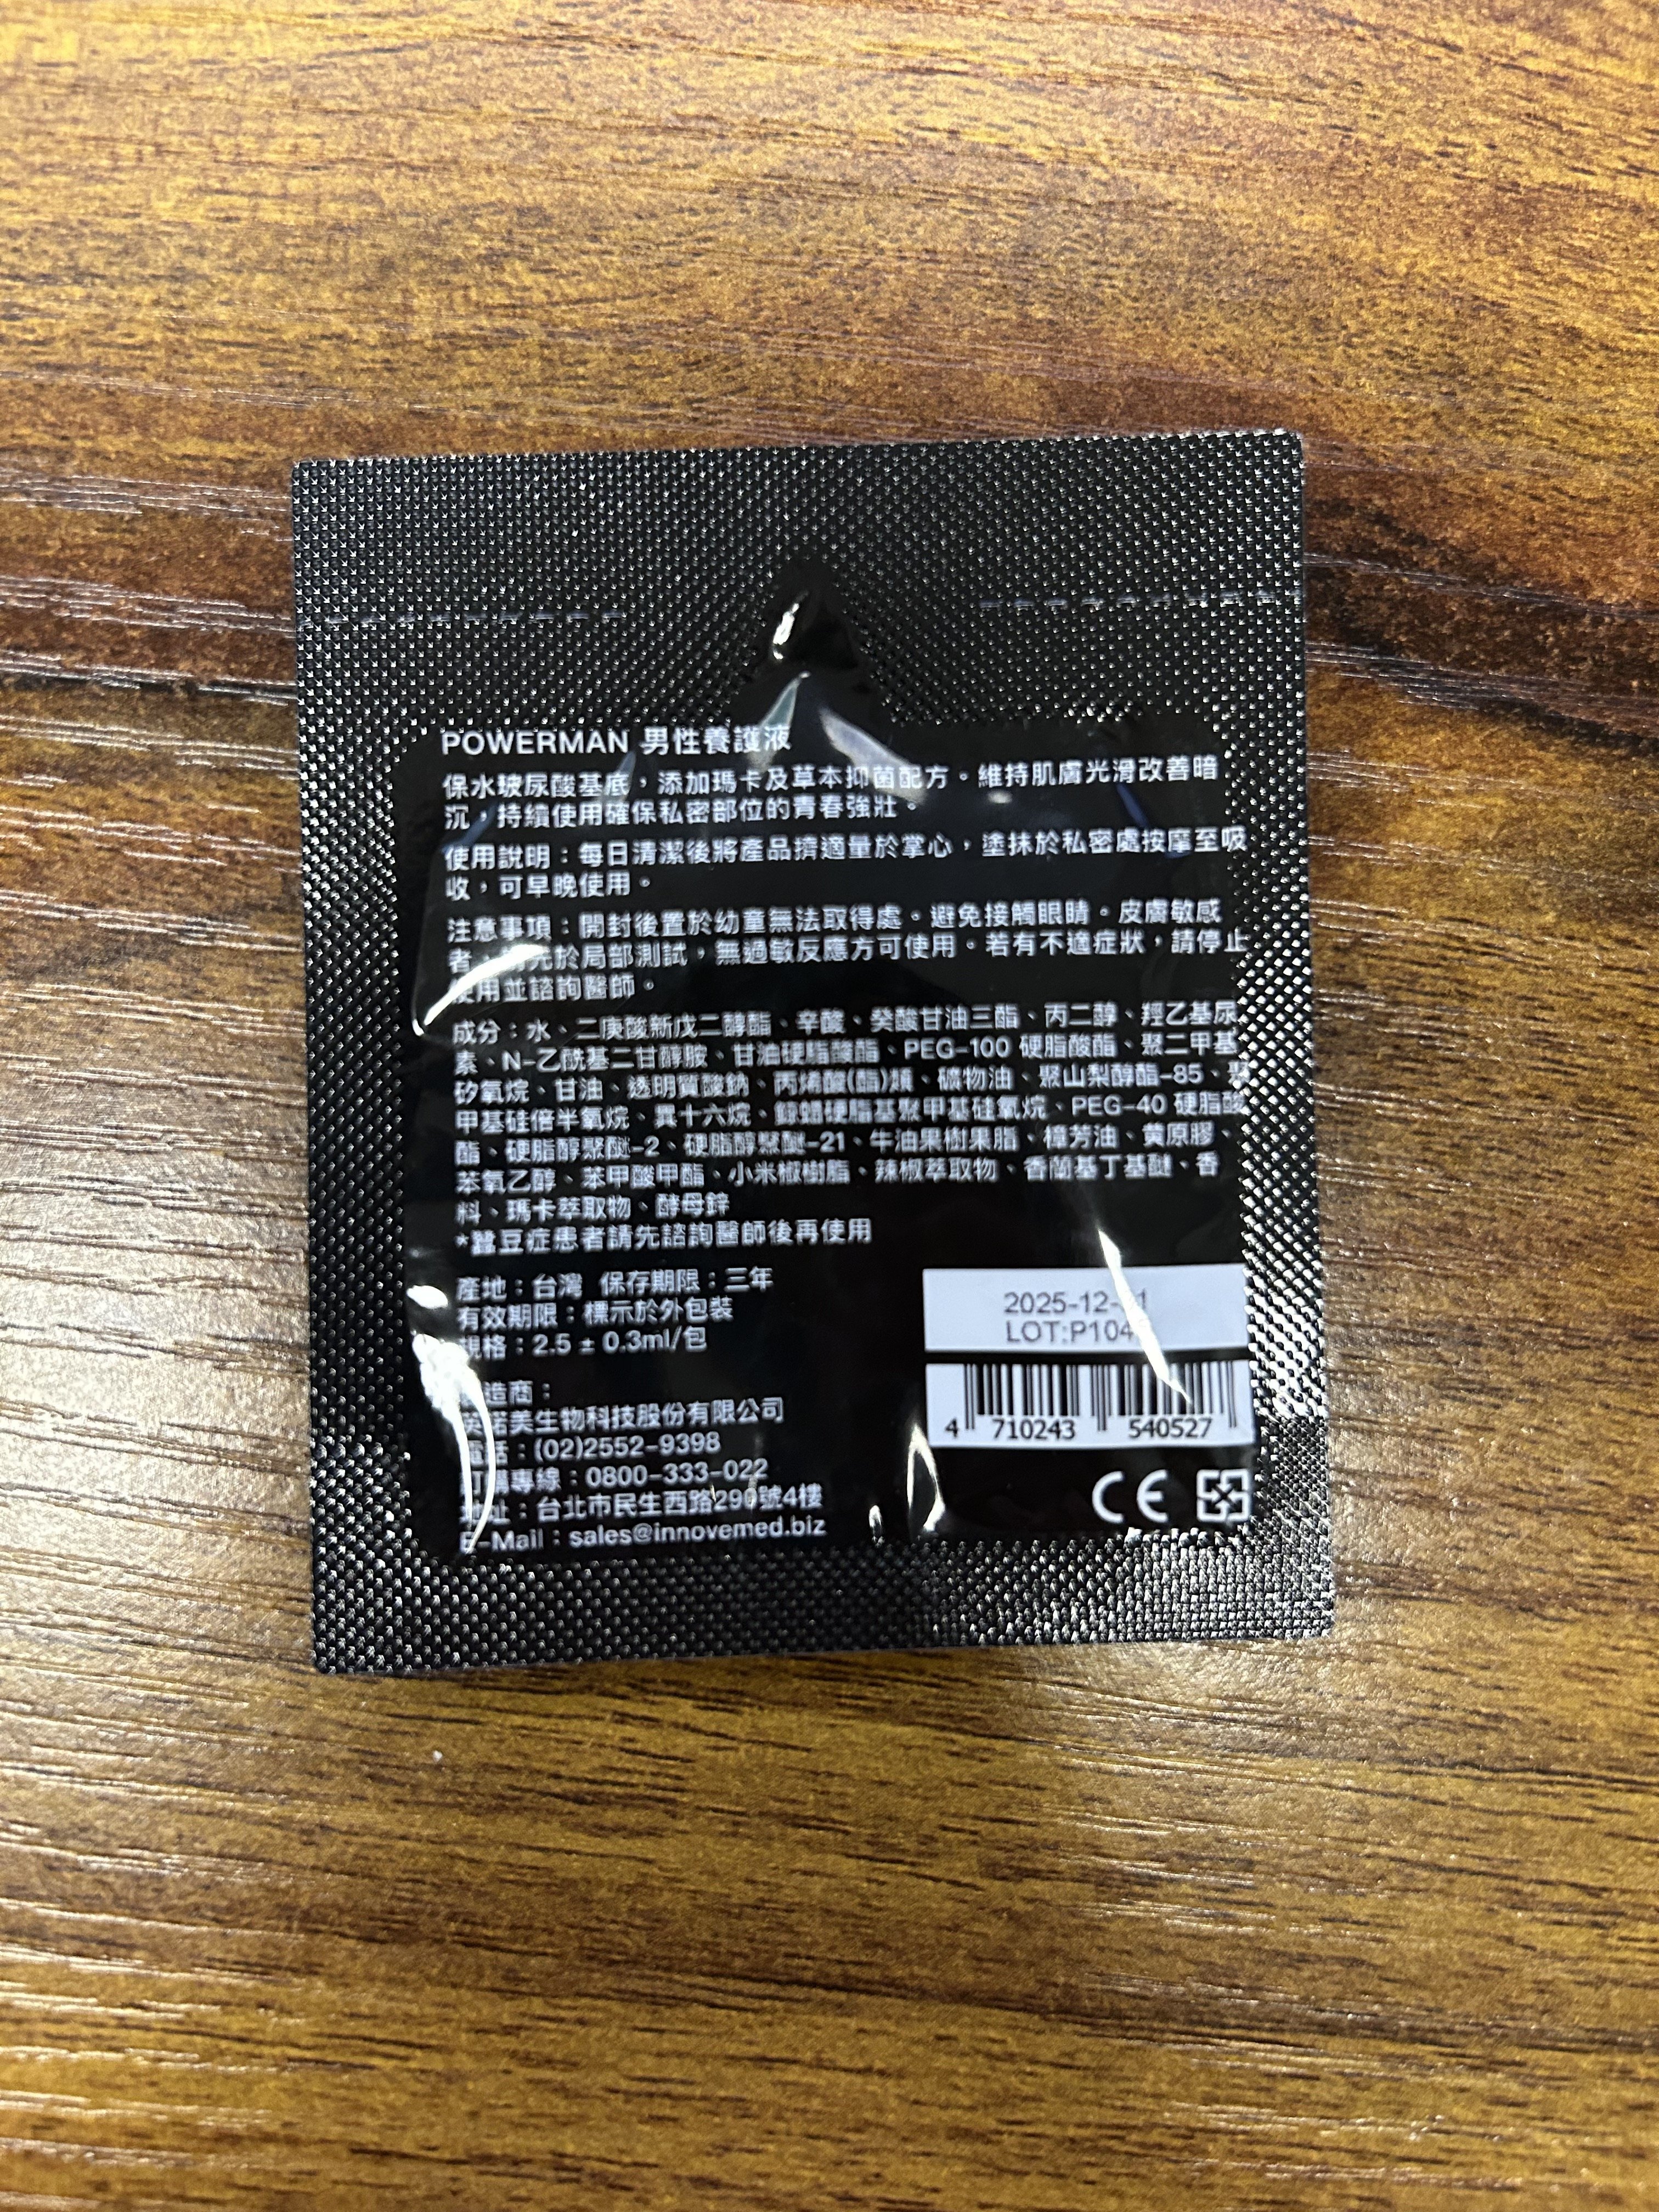 POWERMAN 男性養護液
保水玻尿酸基底，添加瑪卡及草本抑菌配方。維持肌膚光滑改善暗
沉，持續使用確保私密部位的青春強壯。
使用說明：每日清潔後將產品擠適量於掌心，塗抹於私密處按摩至吸
收，可早晚使用。
注意事項：開封後置於幼童無法取得處。避免接觸眼睛。皮膚敏感
者，請先於局部測試，無過敏反應方可使用。若有不適症狀，請停止
使用並諮詢醫師。
成分：水、二庚酸新戊二醇酯、辛酸、癸酸甘油三酯、丙二醇、羥乙基尿
素、N-乙醯基二甘醇胺、甘油硬脂酸酯、PEG-100 硬脂酸酯、聚二甲基
矽氧烷、甘油、透明質酸鈉、丙烯酸(酯)類、礦物油、聚山梨醇酯-85、聚
甲基硅倍半氧烷、異十六烷、鯨蠟硬脂基聚甲基硅氧烷、PEG-40 硬脂酸
酯、硬脂醇聚醚-2、硬脂醇聚醚-21、牛油果樹果脂、樟芳油、黄原膠、
苯氧乙醇、苯甲酸甲酯、小米椒樹脂、辣椒萃取物、香蘭基丁基醚、香
料、瑪卡萃取物、酵母鋅
*蠶豆症患者請先諮詢醫師後再使用
產地：台灣 保存期限：三年
有效期限：標示於外包裝
規格：2.5 ± 0.3ml/包
造商：
諾美生物科技股份有限公司
電話：(02)2552-9398
訂購專線：0800-333-022
地址：台北市民生西路290號4樓
E-Mail：sales@innovemed.biz
2025-12-
LOT:P104
4 710243 540527
CE